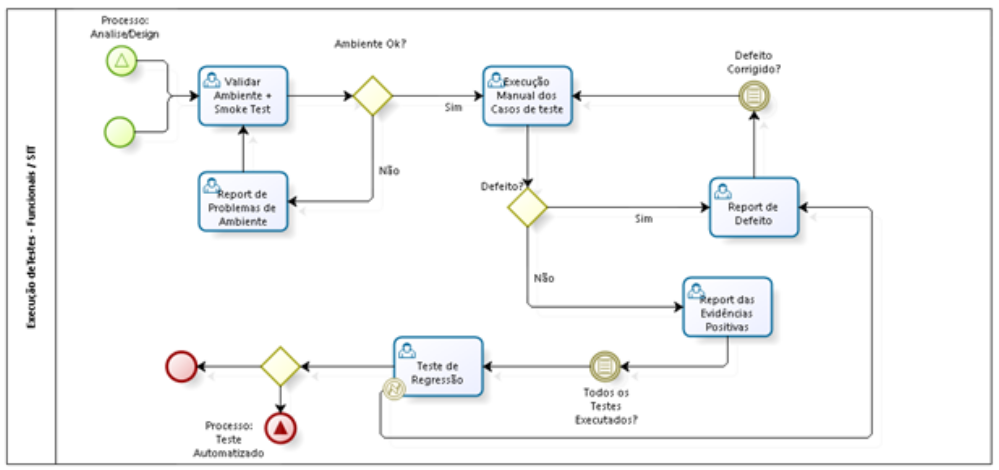 Execução de Testes - Funcionais / SIT
Processo:
Analise/Design
Validar
Ambiente +
Smoke Test
Ambiente Ok?
Sim
Não
Report de
Problemas de
Ambiente
Execução
Manual dos
Casos de teste
Defeito
Corrigido?
Defeito?
Sim
Report de
Defeito
Não
Report das
Evidências
Positivas
Todos os
Testes
Executados?
Teste de
Regressão
Processo:
Teste
Automatizado